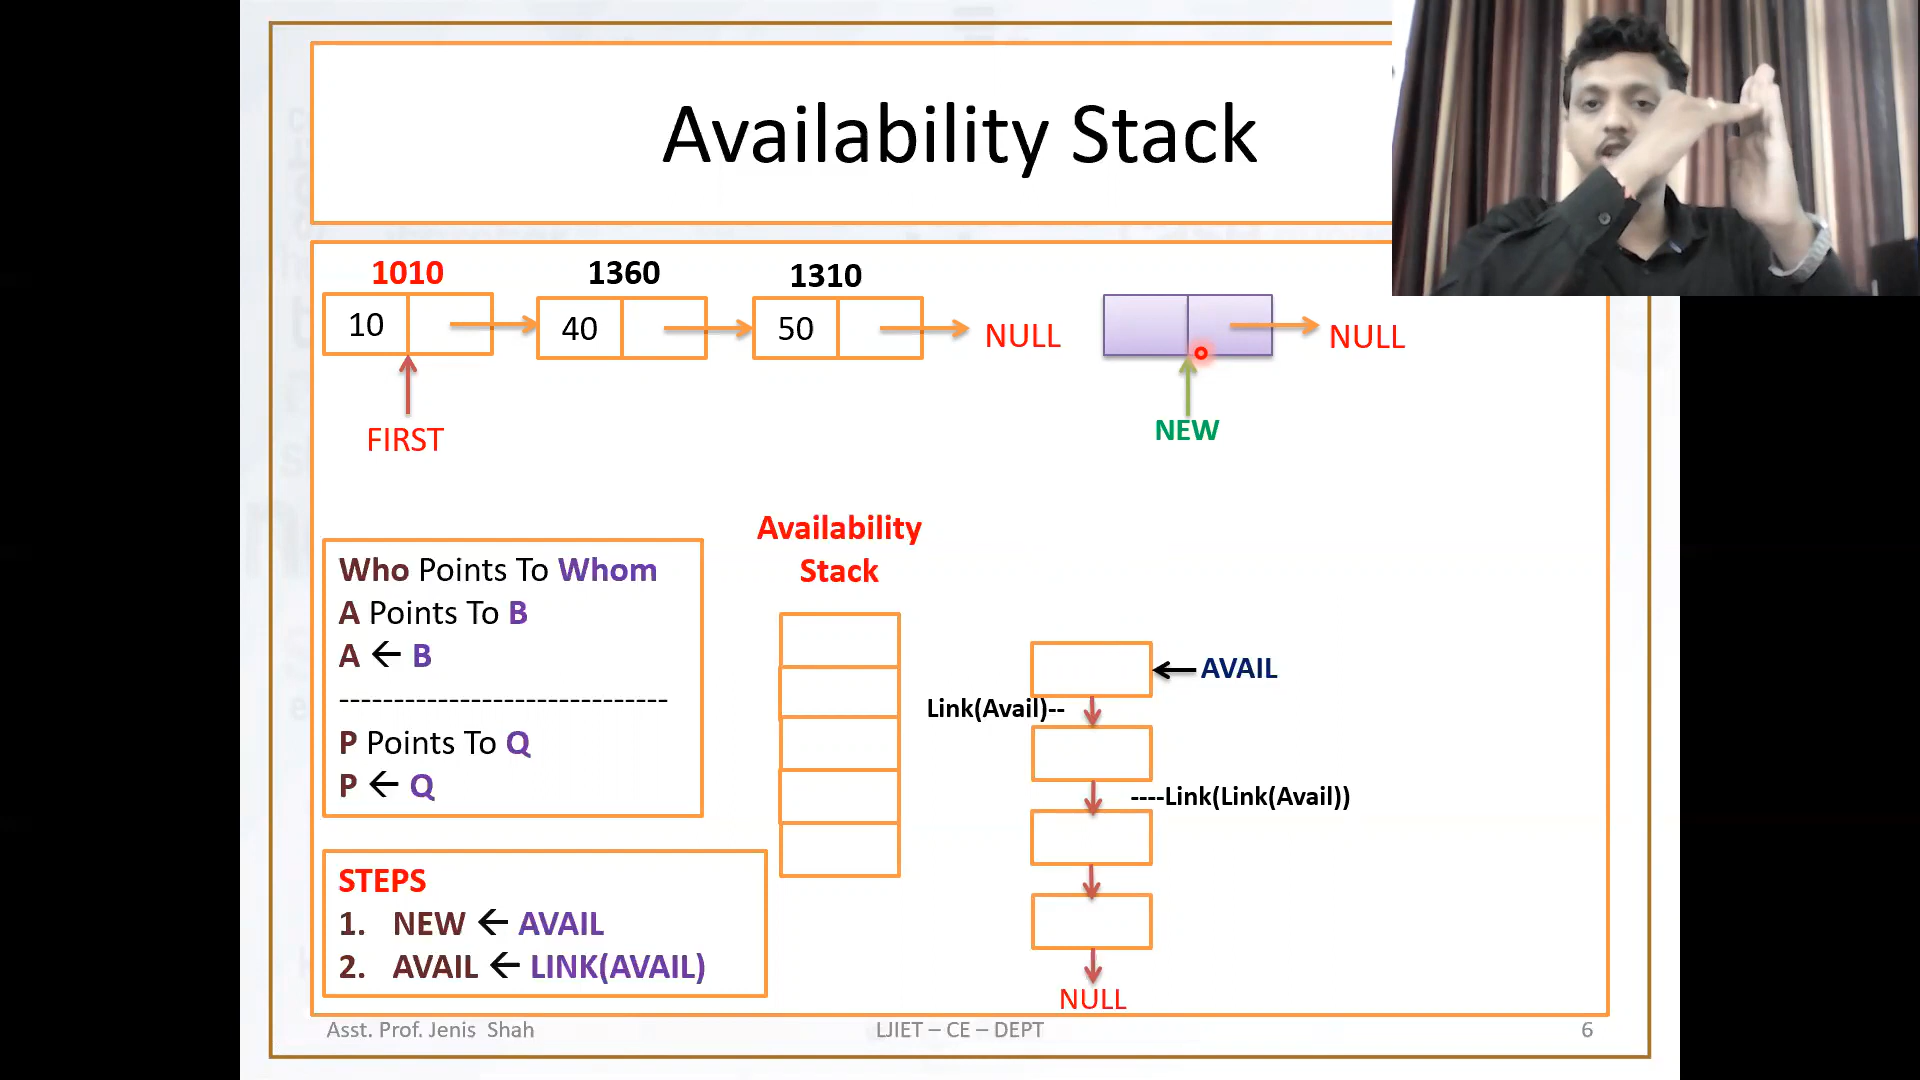 Availability Stack
1010
1360
1310
10
40
50
NULL
NULL
FIRST
NEW
Who Points To Whom
A Points To B
A ← B
------------------------------
P Points To Q
P ← Q
Availability
Stack
AVAIL
Link(Avail)--
----Link(Link(Avail))
NULL
STEPS
1. NEW ← AVAIL
2. AVAIL ← LINK(AVAIL)
Asst. Prof. Jenis Shah
LJIET – CE – DEPT
6